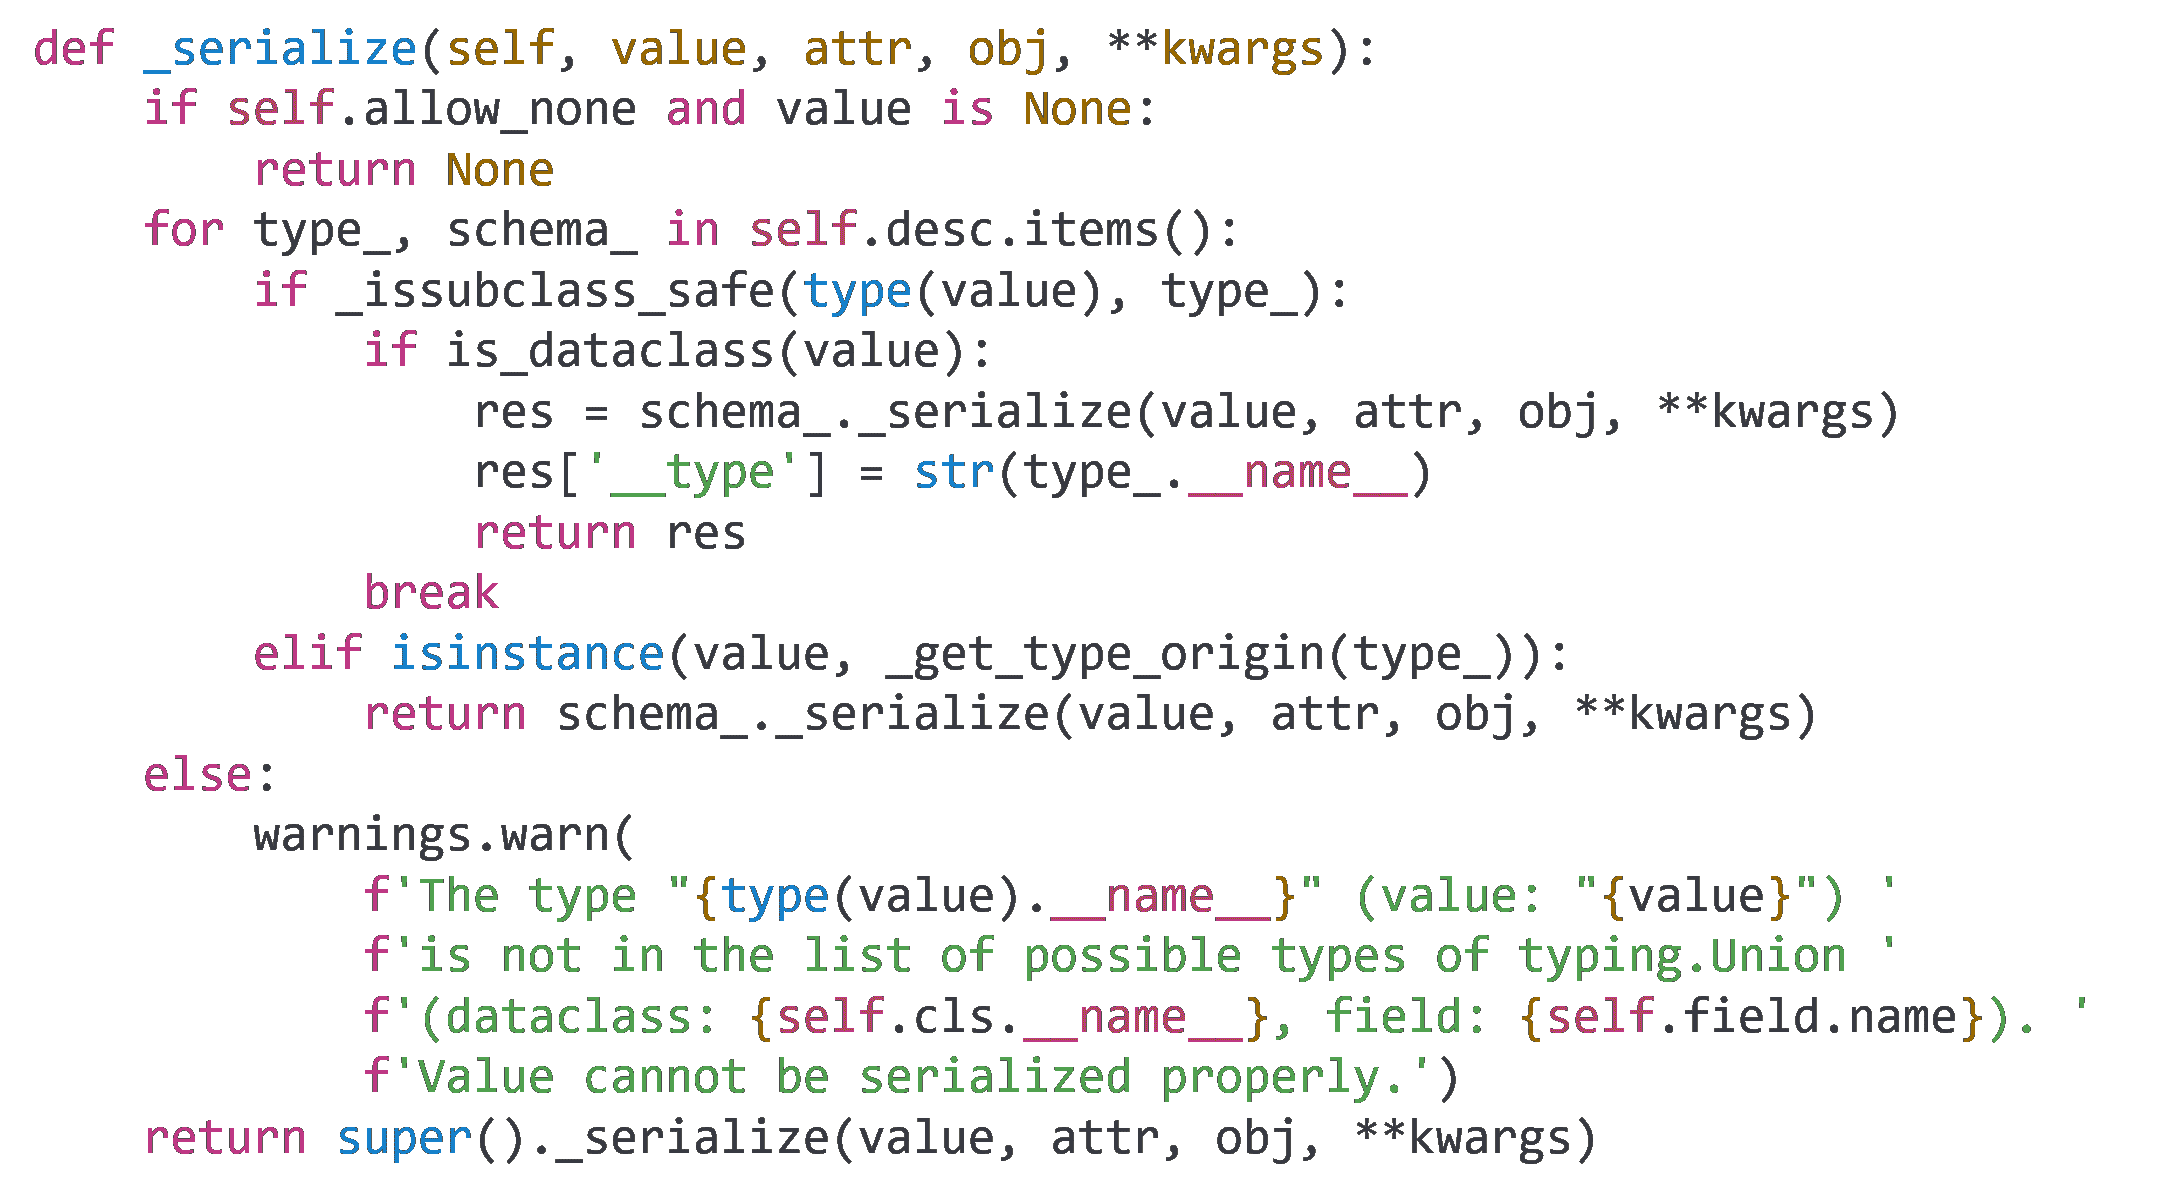 def _serialize(self, value, attr, obj, **kwargs):
    if self.allow_none and value is None:
        return None
    for type_, schema_ in self.desc.items():
        if _issubclass_safe(type(value), type_):
            if is_dataclass(value):
                res = schema_._serialize(value, attr, obj, **kwargs)
                res['__type'] = str(type_.__name__)
                return res
            break
        elif isinstance(value, _get_type_origin(type_)):
            return schema_._serialize(value, attr, obj, **kwargs)
    else:
        warnings.warn(
            f'The type "{type(value).__name__}" (value: "{value}") '
            f'is not in the list of possible types of typing.Union '
            f'(dataclass: {self.cls.__name__}, field: {self.field.name}). '
            f'Value cannot be serialized properly.')
    return super()._serialize(value, attr, obj, **kwargs)